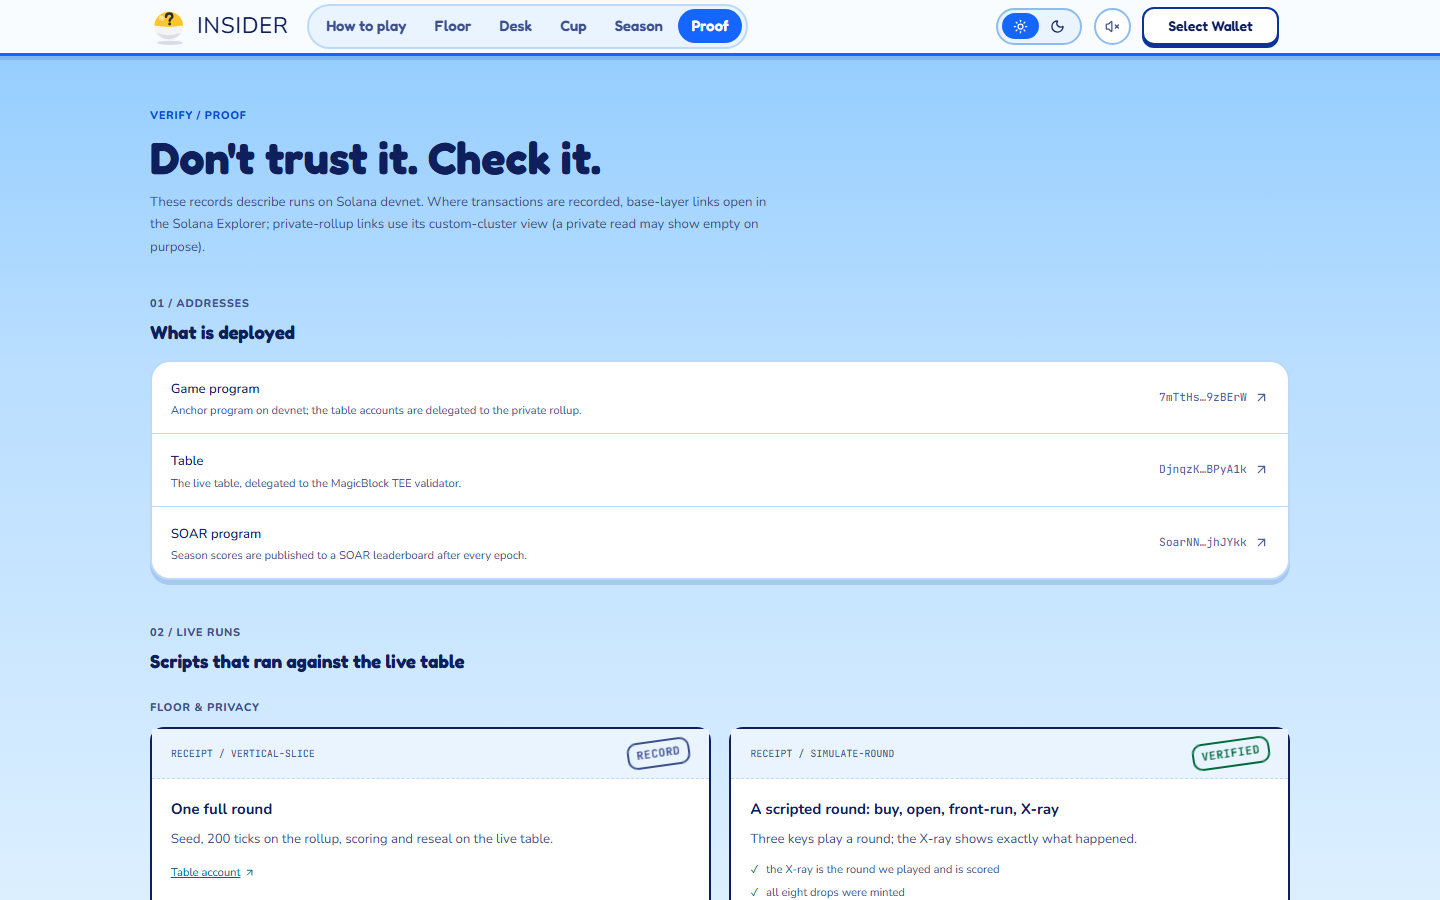 INSIDER
How to play
Floor
Desk
Cup
Season
Proof
Select Wallet
VERIFY / PROOF
Don't trust it. Check it.
These records describe runs on Solana devnet. Where transactions are recorded, base-layer links open in
the Solana Explorer; private-rollup links use its custom-cluster view (a private read may show empty on
purpose).
01 / ADDRESSES
What is deployed
Game program
Anchor program on devnet; the table accounts are delegated to the private rollup.
7mTtHs…9zBErW
Table
The live table, delegated to the MagicBlock TEE validator.
DjnqzK…BPyA1k
SOAR program
Season scores are published to a SOAR leaderboard after every epoch.
SoarNN…jhJYkk
02 / LIVE RUNS
Scripts that ran against the live table
FLOOR & PRIVACY
RECEIPT / VERTICAL-SLICE
RECORD
One full round
Seed, 200 ticks on the rollup, scoring and reseal on the live table.
Table account
RECEIPT / SIMULATE-ROUND
VERIFIED
A scripted round: buy, open, front-run, X-ray
Three keys play a round; the X-ray shows exactly what happened.
✓ the X-ray is the round we played and is scored
✓ all eight drops were minted